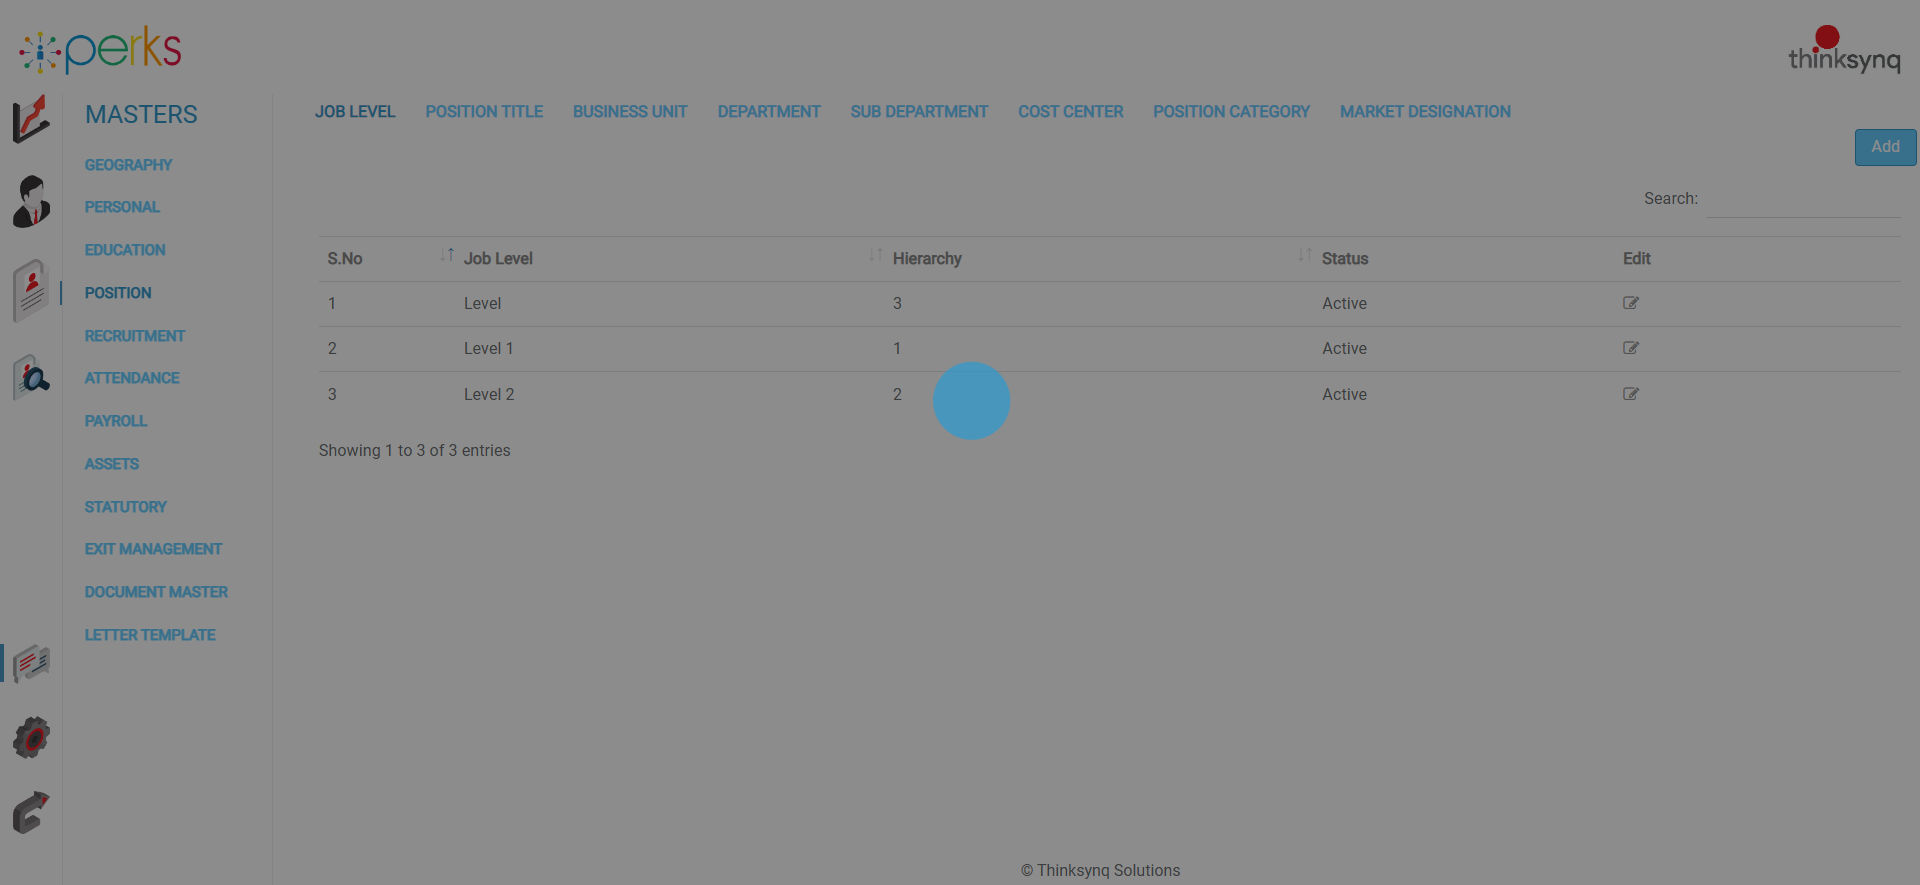 perks
thinksynq
MASTERS
GEOGRAPHY
PERSONAL
EDUCATION
POSITION
RECRUITMENT
ATTENDANCE
PAYROLL
ASSETS
STATUTORY
EXIT MANAGEMENT
DOCUMENT MASTER
LETTER TEMPLATE
JOB LEVEL POSITION TITLE BUSINESS UNIT DEPARTMENT SUB DEPARTMENT COST CENTER POSITION CATEGORY MARKET DESIGNATION
Add
Search:
S.No Job Level Hierarchy Status Edit
1 Level 3 Active
2 Level 1 1 Active
3 Level 2 2 Active
Showing 1 to 3 of 3 entries
© Thinksynq Solutions